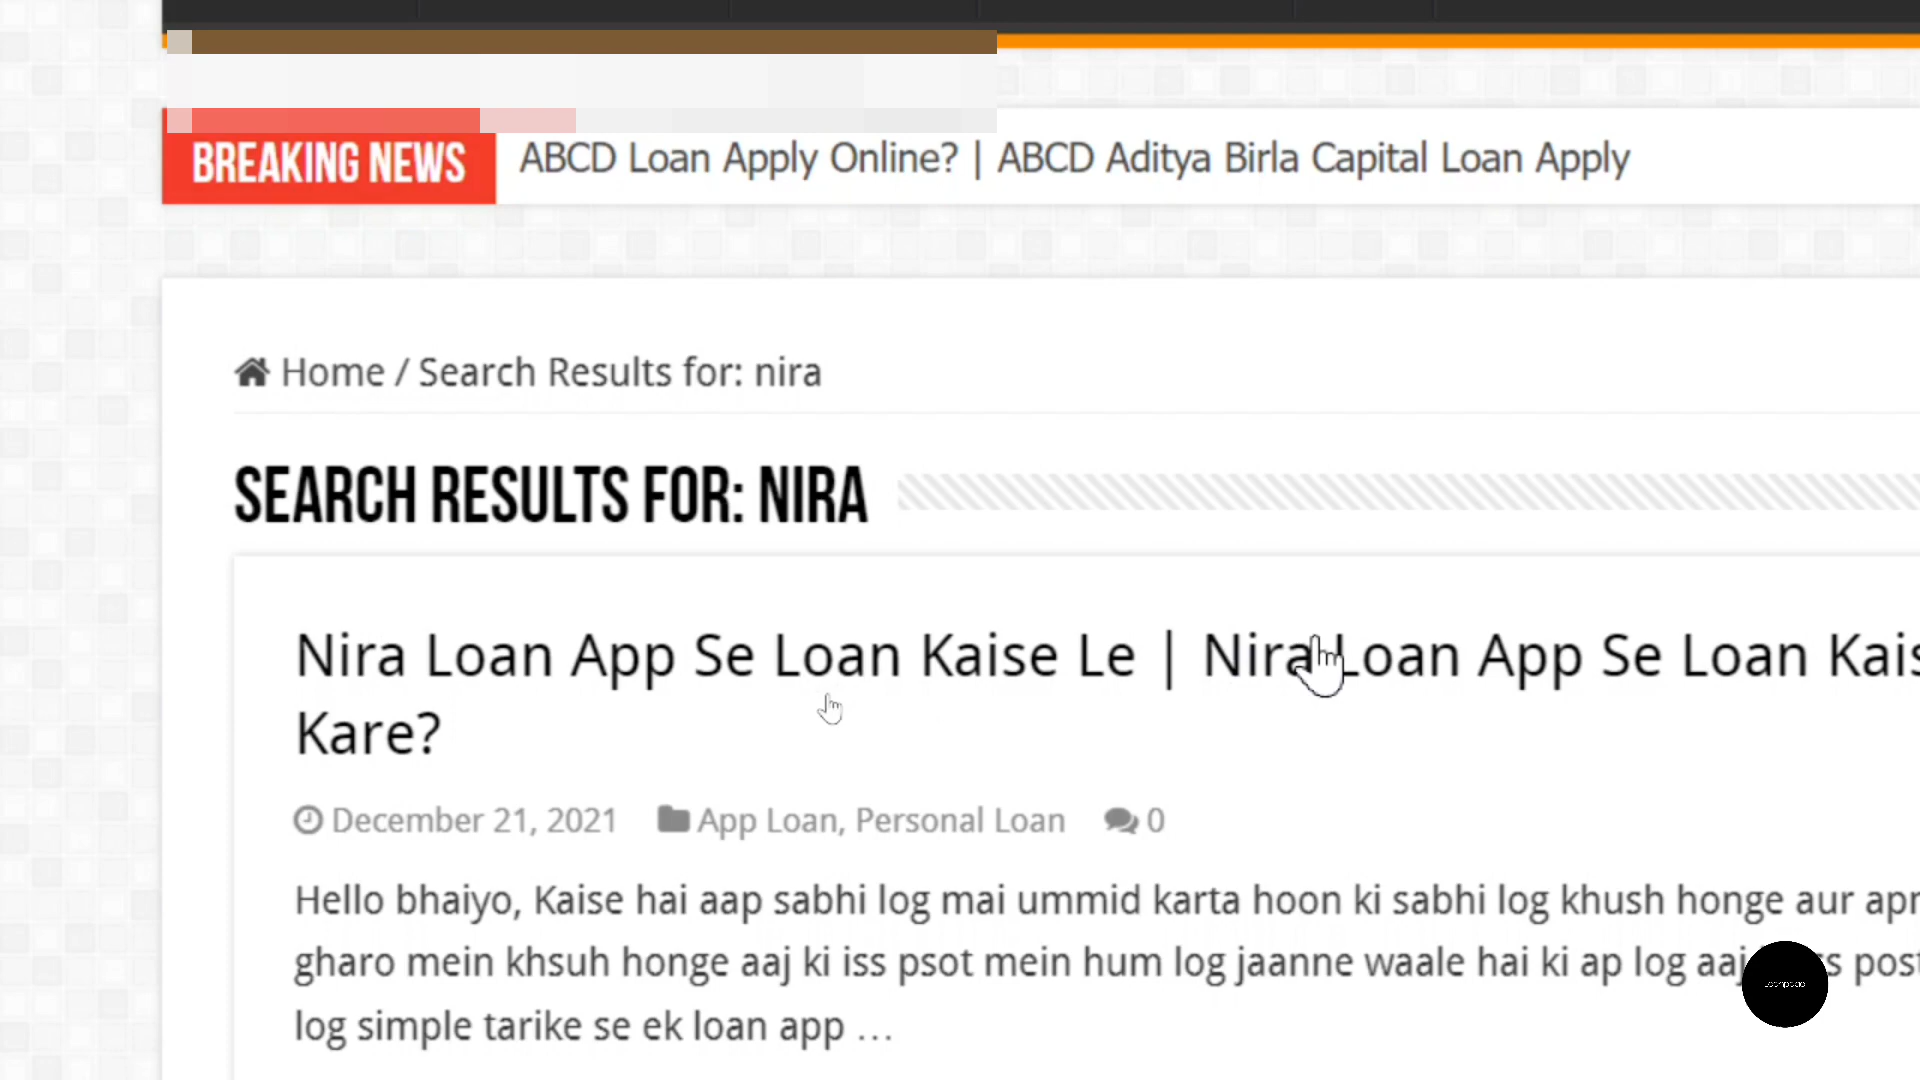 BREAKING NEWS ABCD Loan Apply Online? | ABCD Aditya Birla Capital Loan Apply
Home / Search Results for: nira
SEARCH RESULTS FOR: NIRA
Nira Loan App Se Loan Kaise Le | Nira Loan App Se Loan Kais
Kare?
December 21, 2021 App Loan, Personal Loan 0
Hello bhaiyo, Kaise hai aap sabhi log mai ummid karta hoon ki sabhi log khush honge aur apn
gharo mein khsuh honge aaj ki iss psot mein hum log jaanne waale hai ki ap log aaj post
log simple tarike se ek loan app …